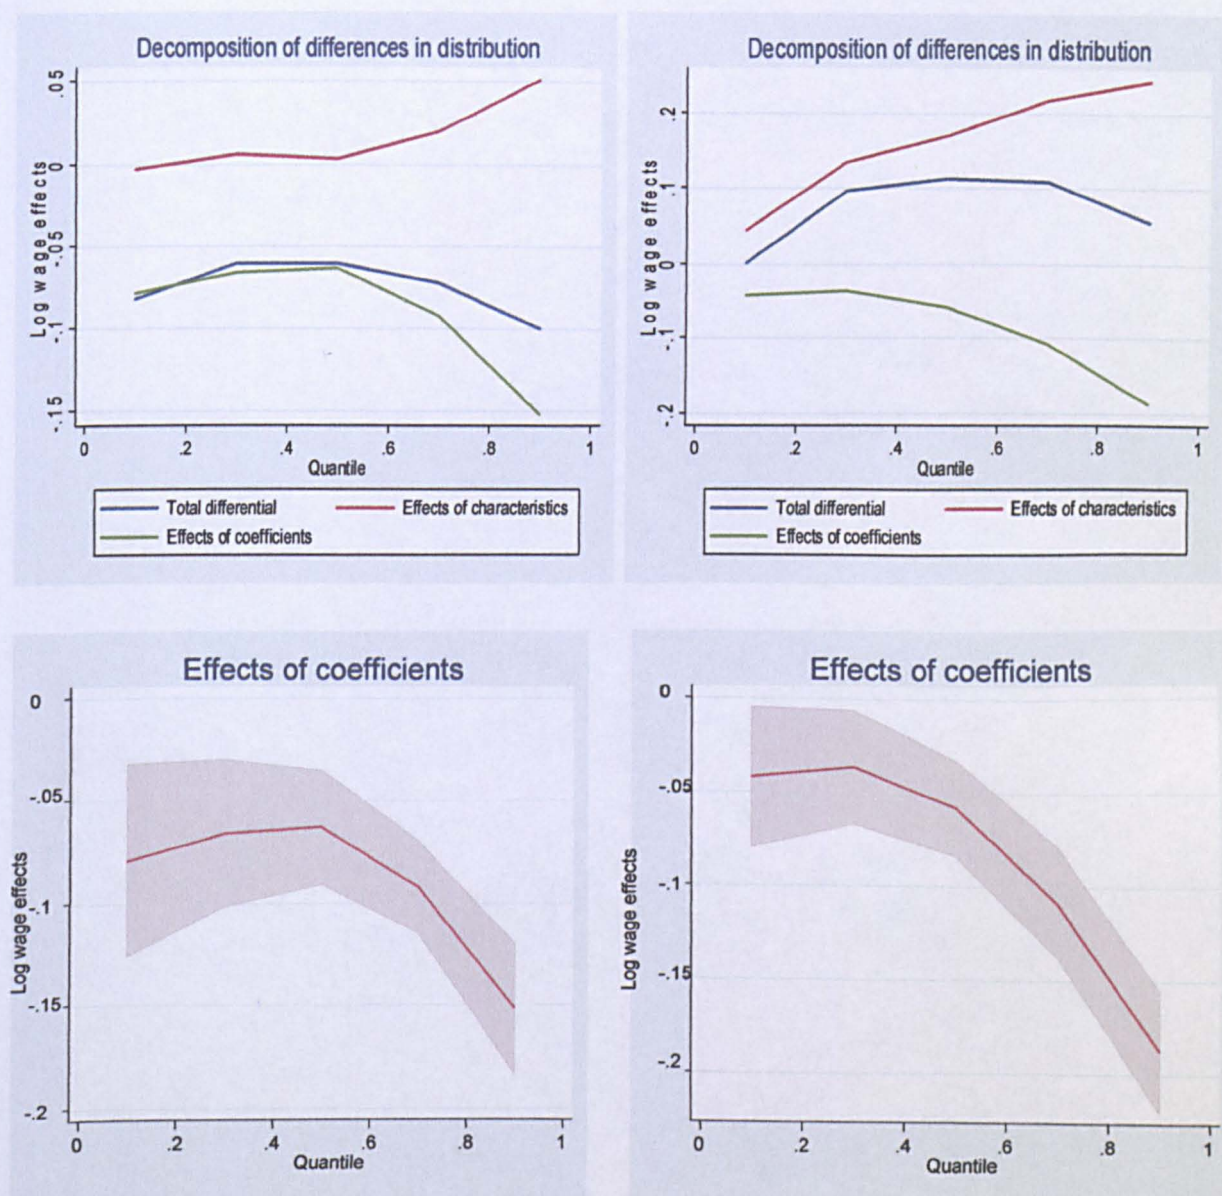 Decomposition of differences in distribution
.05
0
-.05
-.1
-.15
Log wage effects
0
.2
.4
.6
.8
1
Quantile
Total differential
Effects of characteristics
Effects of coefficients
Decomposition of differences in distribution
.2
.1
0
-.1
-.2
Log wage effects
0
.2
.4
.6
.8
1
Quantile
Total differential
Effects of characteristics
Effects of coefficients
Effects of coefficients
0
-.05
-.1
-.15
-.2
Log wage effects
0
.2
.4
.6
.8
1
Quantile
Effects of coefficients
0
-.05
-.1
-.15
-.2
Log wage effects
0
.2
.4
.6
.8
1
Quantile